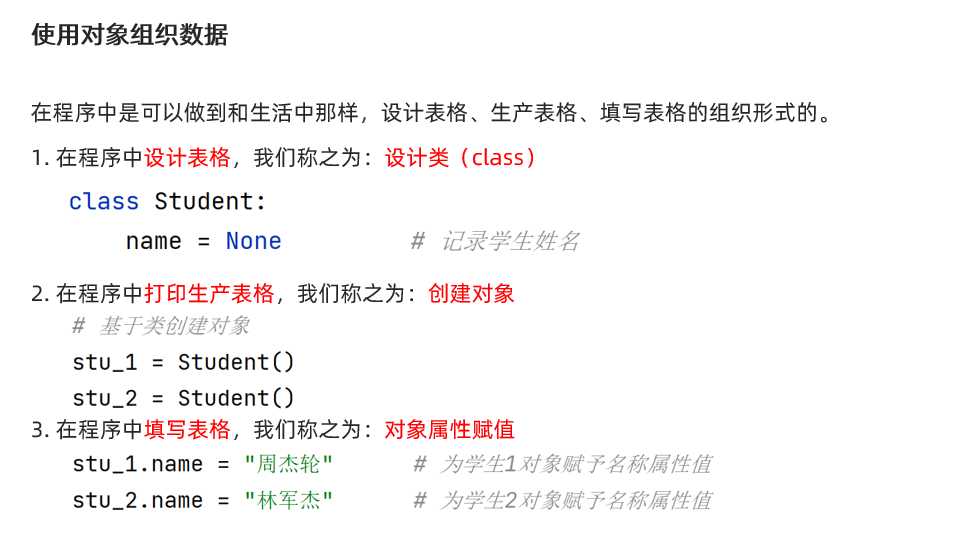 使用对象组织数据
在程序中是可以做到和生活中那样，设计表格、生产表格、填写表格的组织形式的。
1. 在程序中设计表格，我们称之为：设计类（class）
class Student:
    name = None         # 记录学生姓名
2. 在程序中打印生产表格，我们称之为：创建对象
# 基于类创建对象
stu_1 = Student()
stu_2 = Student()
3. 在程序中填写表格，我们称之为：对象属性赋值
stu_1.name = "周杰轮"      # 为学生1对象赋予名称属性值
stu_2.name = "林军杰"      # 为学生2对象赋予名称属性值